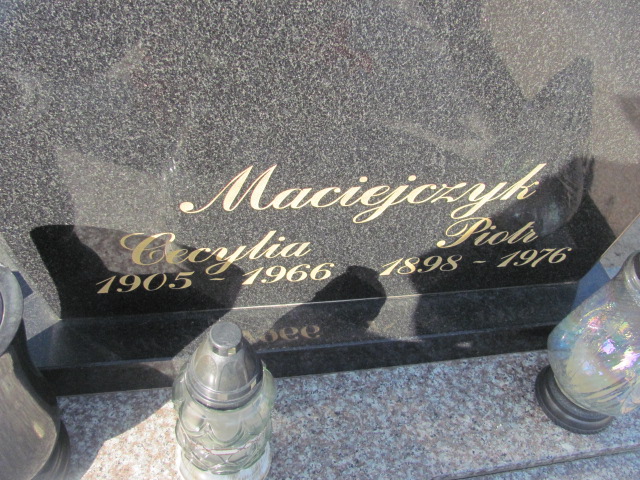 Maciejczyk
Cecylia Piotr
1905 - 1966 1898 - 1976